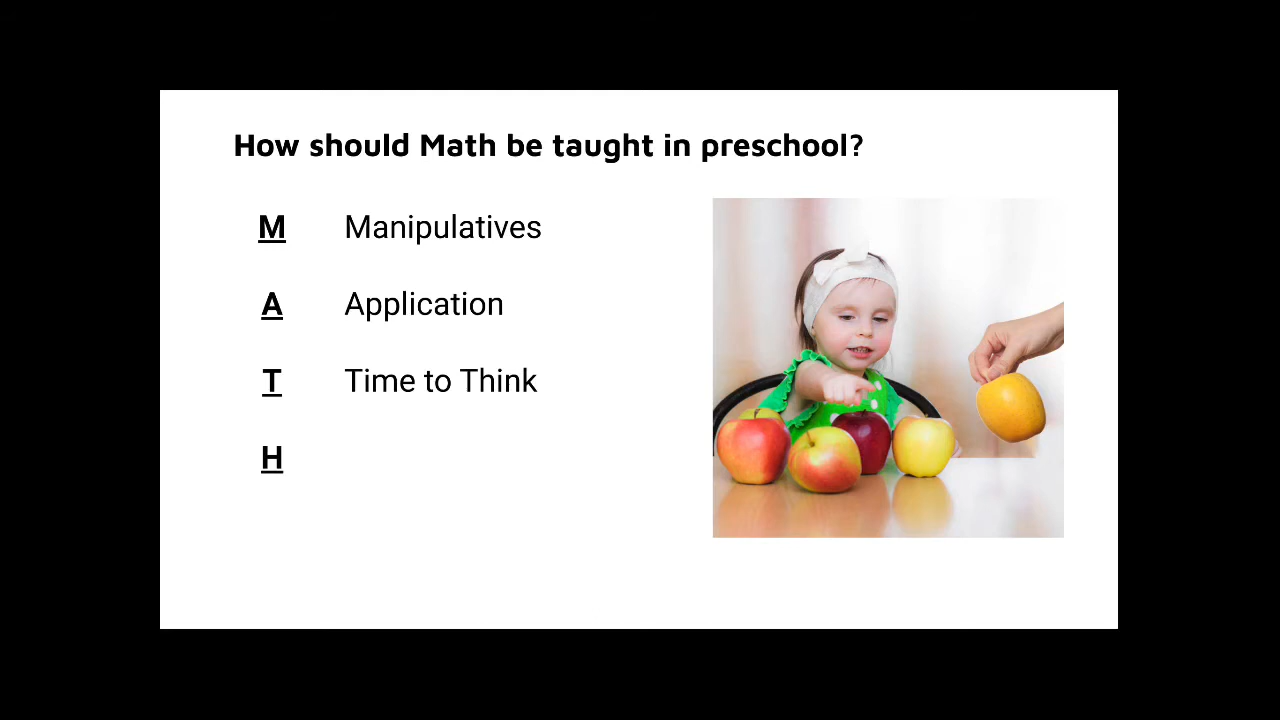 How should Math be taught in preschool?
M Manipulatives
A Application
T Time to Think
H